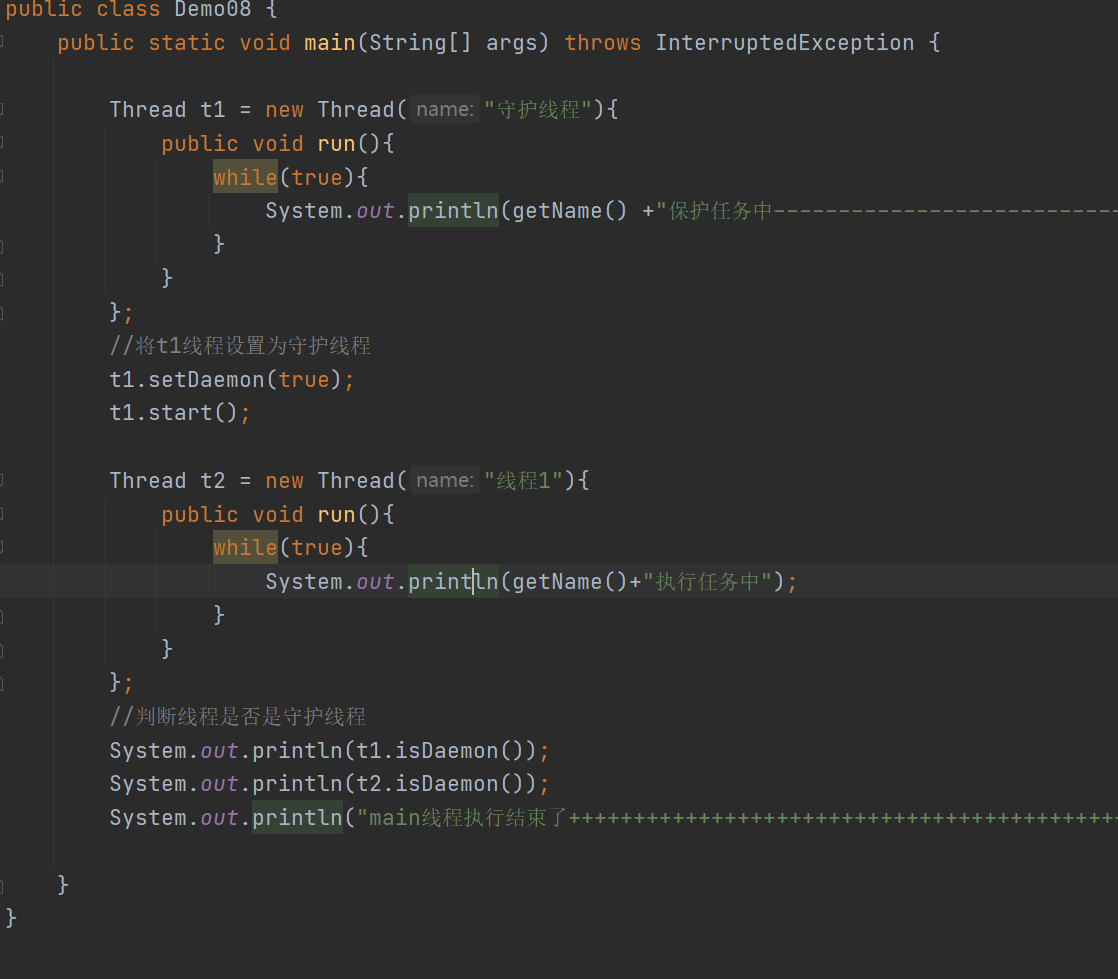 public class Demo08 {
    public static void main(String[] args) throws InterruptedException {
        Thread t1 = new Thread( name: "守护线程"){
            public void run(){
                while(true){
                    System.out.println(getName() +"保护任务中---------------------------
                }
            }
        };
        //将t1线程设置为守护线程
        t1.setDaemon(true);
        t1.start();
        Thread t2 = new Thread( name: "线程1"){
            public void run(){
                while(true){
                    System.out.println(getName()+"执行任务中");
                }
            }
        };
        //判断线程是否是守护线程
        System.out.println(t1.isDaemon());
        System.out.println(t2.isDaemon());
        System.out.println("main线程执行结束了+++++++++++++++++++++++++++++++++++++++++++
    }
}